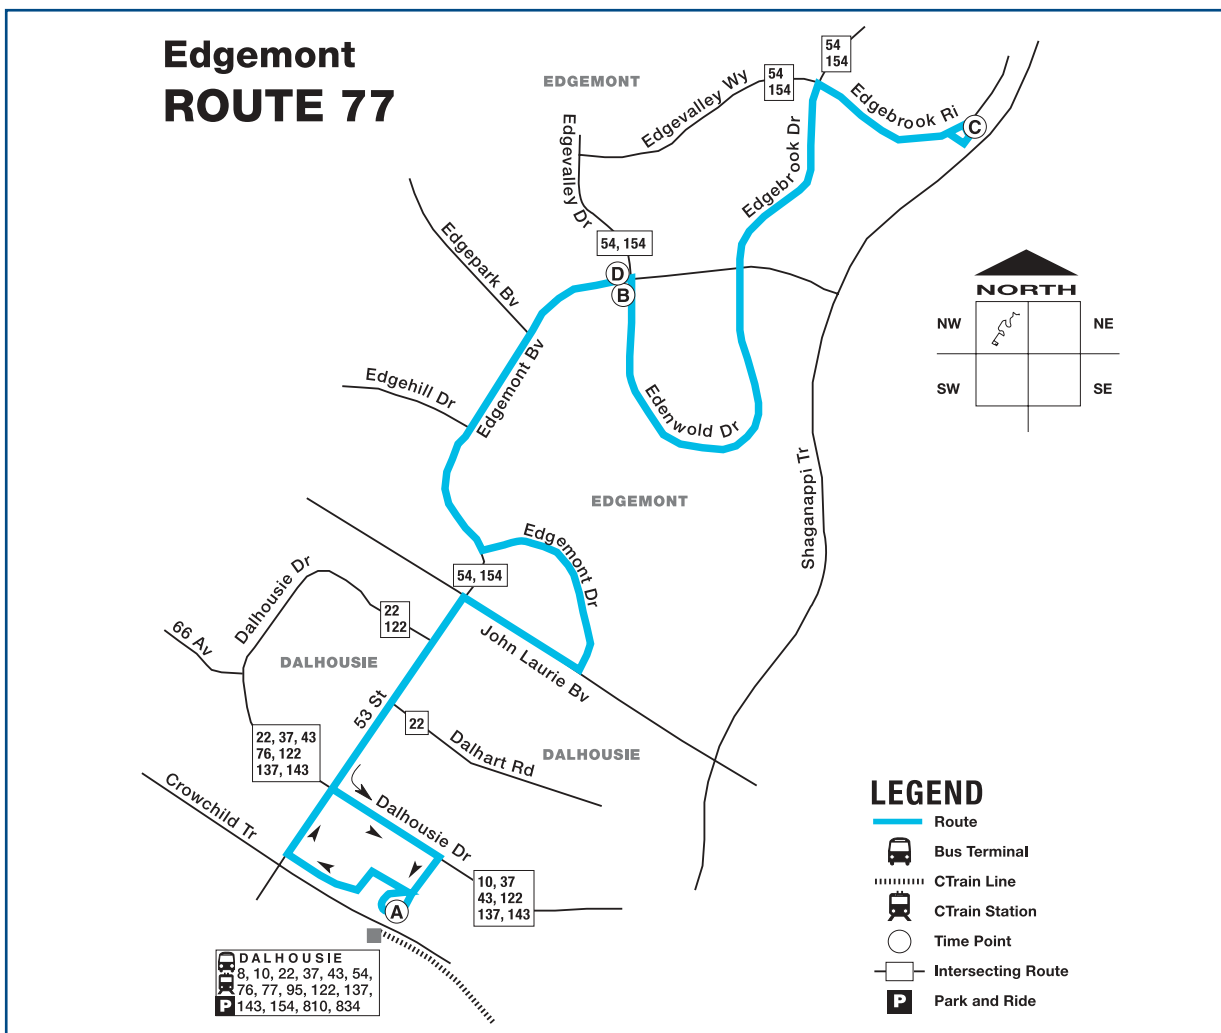 Edgemont
ROUTE 77
EDGEMONT
54
154
54
154
Edgevalley Wy
Edgebrook Ri
C
Edgevalley Dr
Edgebrook Dr
54, 154
D
B
Edgepark Bv
Edgemont Bv
Edgehill Dr
Edenwold Dr
NORTH
NW
NE
SW
SE
Shaganappi Tr
EDGEMONT
Edgemont Dr
54, 154
Dalhousie Dr
22
122
66 Av
DALHOUSIE
John Laurie Bv
53 St
22
Dalhart Rd
DALHOUSIE
22, 37, 43
76, 122
137, 143
Crowchild Tr
Dalhousie Dr
10, 37
43, 122
137, 143
A
DALHOUSIE
8, 10, 22, 37, 43, 54,
76, 77, 95, 122, 137,
P
143, 154, 810, 834
LEGEND
Route
Bus Terminal
CTrain Line
CTrain Station
Time Point
Intersecting Route
P
Park and Ride